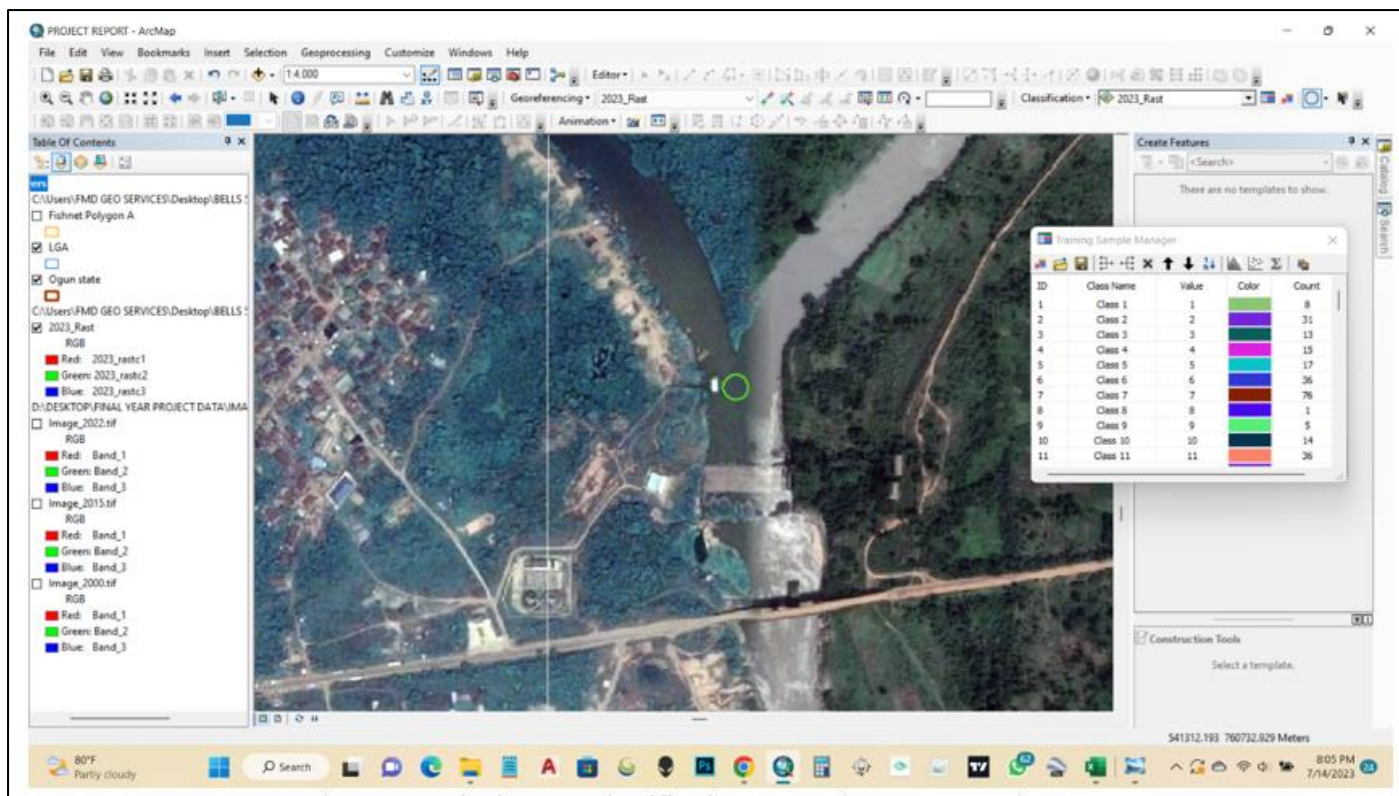 PROJECT REPORT - ArcMap
File Edit View Bookmarks Insert Selection Geoprocessing Customize Windows Help
1:4,000
Editor
Georeferencing 2023_Rast
Classification 2023_Rast
Animation
Table Of Contents
C:\Users\FMD GEO SERVICES\Desktop\BELLS
Fishnet Polygon A
LGA
Ogun state
C:\Users\FMD GEO SERVICES\Desktop\BELLS
2023_Rast
RGB
Red: 2023_rastc1
Green: 2023_rastc2
Blue: 2023_rastc3
D:\DESKTOP\FINAL YEAR PROJECT DATA\IMA
Image_2022.tif
RGB
Red: Band_1
Green: Band_2
Blue: Band_3
Image_2015.tif
RGB
Red: Band_1
Green: Band_2
Blue: Band_3
Image_2000.tif
RGB
Red: Band_1
Green: Band_2
Blue: Band_3
Create Features
<Search>
There are no templates to show.
Catalog
Search
Training Sample Manager
ID Class Name Value Color Count
1 Class 1 1 8
2 Class 2 2 31
3 Class 3 3 13
4 Class 4 4 15
5 Class 5 5 17
6 Class 6 6 36
7 Class 7 7 76
8 Class 8 8 1
9 Class 9 9 5
10 Class 10 10 14
11 Class 11 11 36
Construction Tools
Select a template.
541312.193 760732.929 Meters
80°F
Partly cloudy
Search
62
8:05 PM
7/14/2023